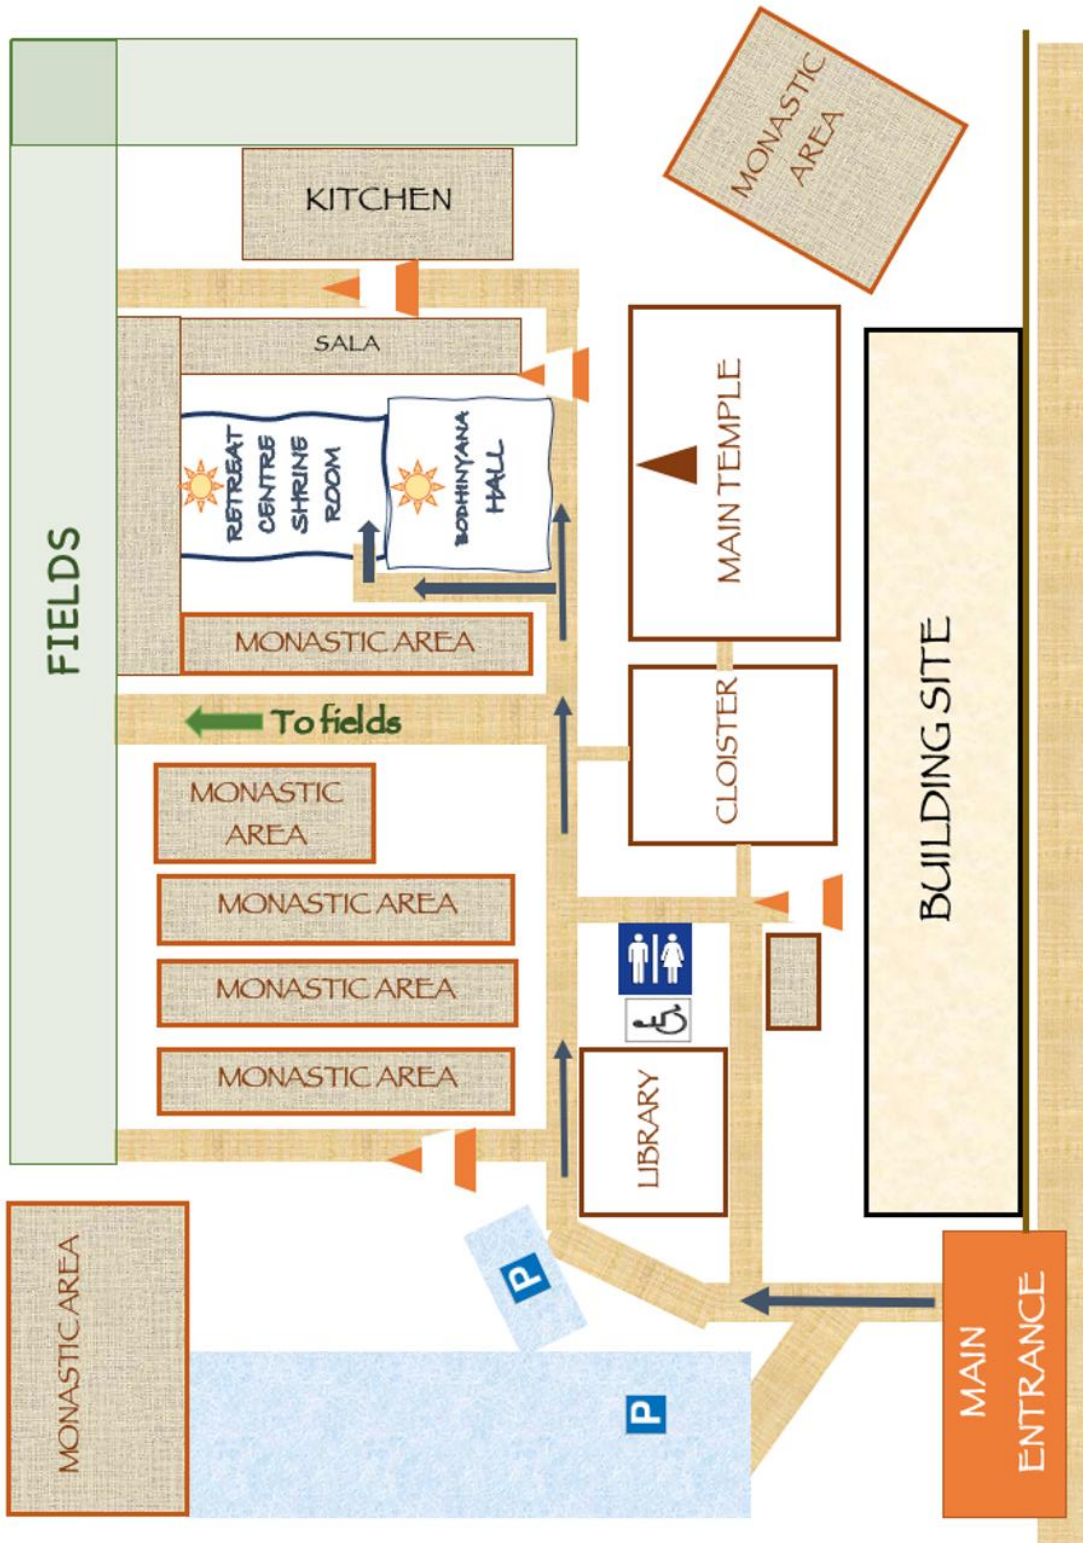 MONASTIC
AREA
KITCHEN
SALA
RETREAT
CENTRE
SHRINE
ROOM
BODHINYANA
HALL
MAIN TEMPLE
FIELDS
MONASTIC AREA
To fields
CLOISTER
BUILDING SITE
MONASTIC
AREA
MONASTIC AREA
MONASTIC AREA
MONASTIC AREA
LIBRARY
P
P
MONASTIC AREA
MAIN
ENTRANCE